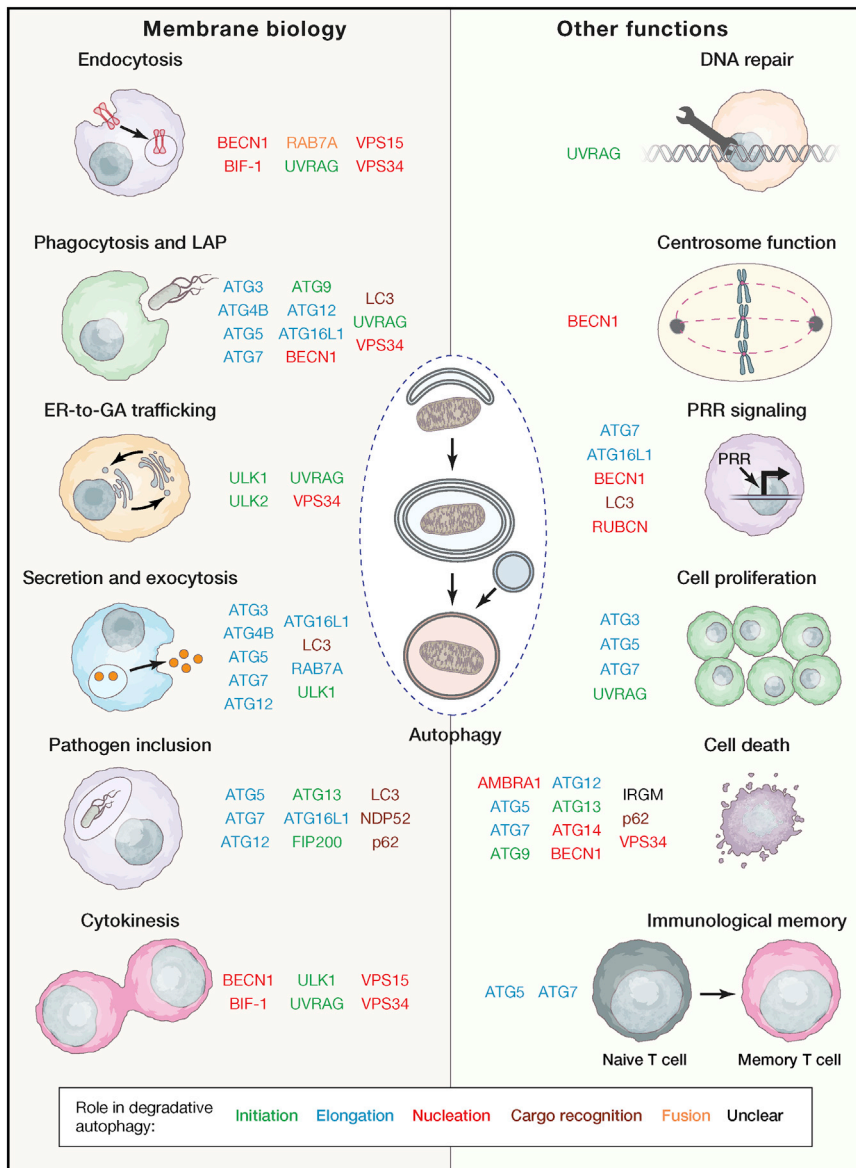 Membrane biology
Other functions
Endocytosis
BECN1 RAB7A VPS15
BIF-1 UVRAG VPS34
DNA repair
UVRAG
Phagocytosis and LAP
ATG3 ATG9
LC3
ATG4B ATG12
UVRAG
ATG5 ATG16L1
VPS34
ATG7 BECN1
Centrosome function
BECN1
ER-to-GA trafficking
ULK1 UVRAG
ULK2 VPS34
PRR signaling
ATG7
ATG16L1
BECN1
LC3
RUBCN
PRR
Secretion and exocytosis
ATG3
ATG16L1
ATG4B
LC3
ATG5
RAB7A
ATG7
ULK1
ATG12
Cell proliferation
ATG3
ATG5
ATG7
UVRAG
Autophagy
Pathogen inclusion
ATG5 ATG13 LC3
ATG7 ATG16L1 NDP52
ATG12 FIP200 p62
Cell death
AMBRA1 ATG12
IRGM
ATG5 ATG13
p62
ATG7 ATG14
VPS34
ATG9 BECN1
Cytokinesis
BECN1 ULK1 VPS15
BIF-1 UVRAG VPS34
Immunological memory
ATG5 ATG7
Naive T cell
Memory T cell
Role in degradative
autophagy:
Initiation Elongation Nucleation Cargo recognition Fusion Unclear